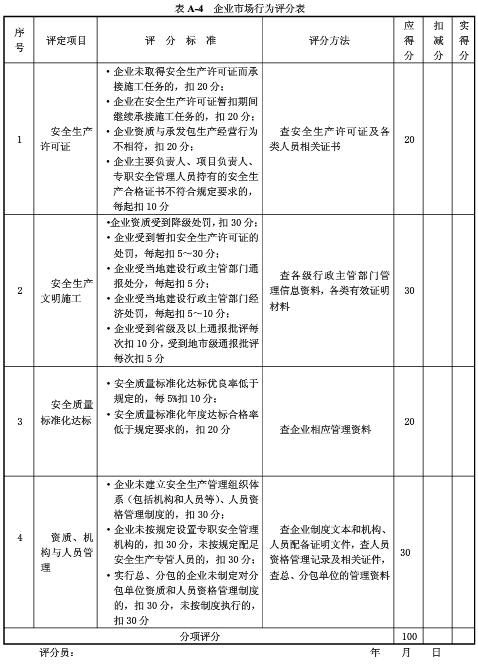 表 A-4 企业市场行为评分表
序号 评定项目 评 分 标 准 评分方法 应得分 扣减分 实得分
1 安全生产许可证
·企业未取得安全生产许可证而承
接施工任务的，扣 20 分；
·企业在安全生产许可证暂扣期间
继续承接施工任务的，扣 20 分；
·企业资质与承发包生产经营行为
不相符，扣 20 分；
·企业主要负责人、项目负责人、
专职安全管理人员持有的安全生
产合格证书不符合规定要求的，
每起扣 10 分
查安全生产许可证及各
类人员相关证书
20
2 安全生产文明施工
·企业资质受到降级处罚，扣 30 分；
·企业受到暂扣安全生产许可证的
处罚，每起扣 5～30 分；
·企业受当地建设行政主管部门通
报处分，每起扣 5 分；
·企业受当地建设行政主管部门经
济处罚，每起扣 5～10 分；
·企业受到省级及以上通报批评每
次扣 10 分，受到地市级通报批评
每次扣 5 分
查各级行政主管部门管
理信息资料，各类有效证明
材料
30
3 安全质量标准化达标
·安全质量标准化达标优良率低于
规定的，每 5%扣 10 分；
·安全质量标准化年度达标合格率
低于规定要求的，扣 20 分
查企业相应管理资料
20
4 资质、机构与人员管理
·企业未建立安全生产管理组织体
系（包括机构和人员等）、人员资
格管理制度的，扣 30 分；
·企业未按规定设置专职安全管理
机构的，扣 30 分，未按规定配足
安全生产专管人员的，扣 30 分；
·实行总、分包的企业未制定对分
包单位资质和人员资格管理制度
的，扣 30 分，未按制度执行的，
扣 30 分
查企业制度文本和机构、
人员配备证明文件，查人员
资格管理记录及相关证件，
查总、分包单位的管理资料
30
分项评分 100
评分员： 年 月 日